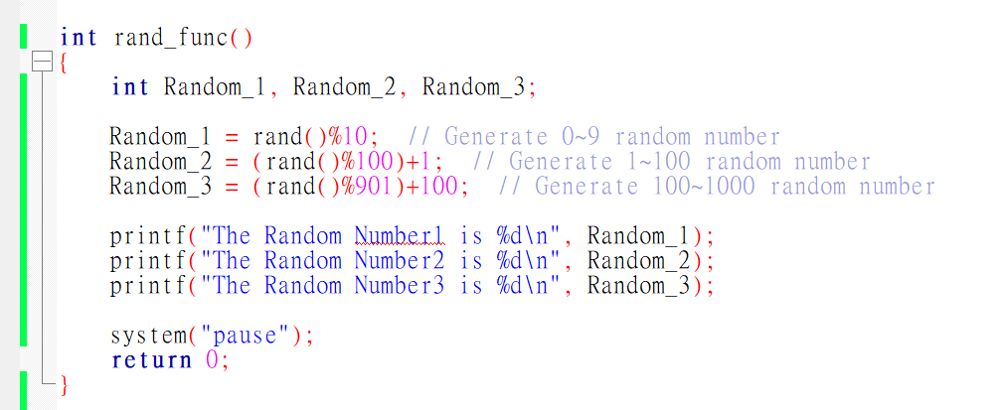 int rand_func()
{
int Random_1, Random_2, Random_3;
Random_1 = rand()%10;  // Generate 0~9 random number
Random_2 = (rand()%100)+1;  // Generate 1~100 random number
Random_3 = (rand()%901)+100;  // Generate 100~1000 random number
printf("The Random Number1 is %d\n", Random_1);
printf("The Random Number2 is %d\n", Random_2);
printf("The Random Number3 is %d\n", Random_3);
system("pause");
return 0;
}